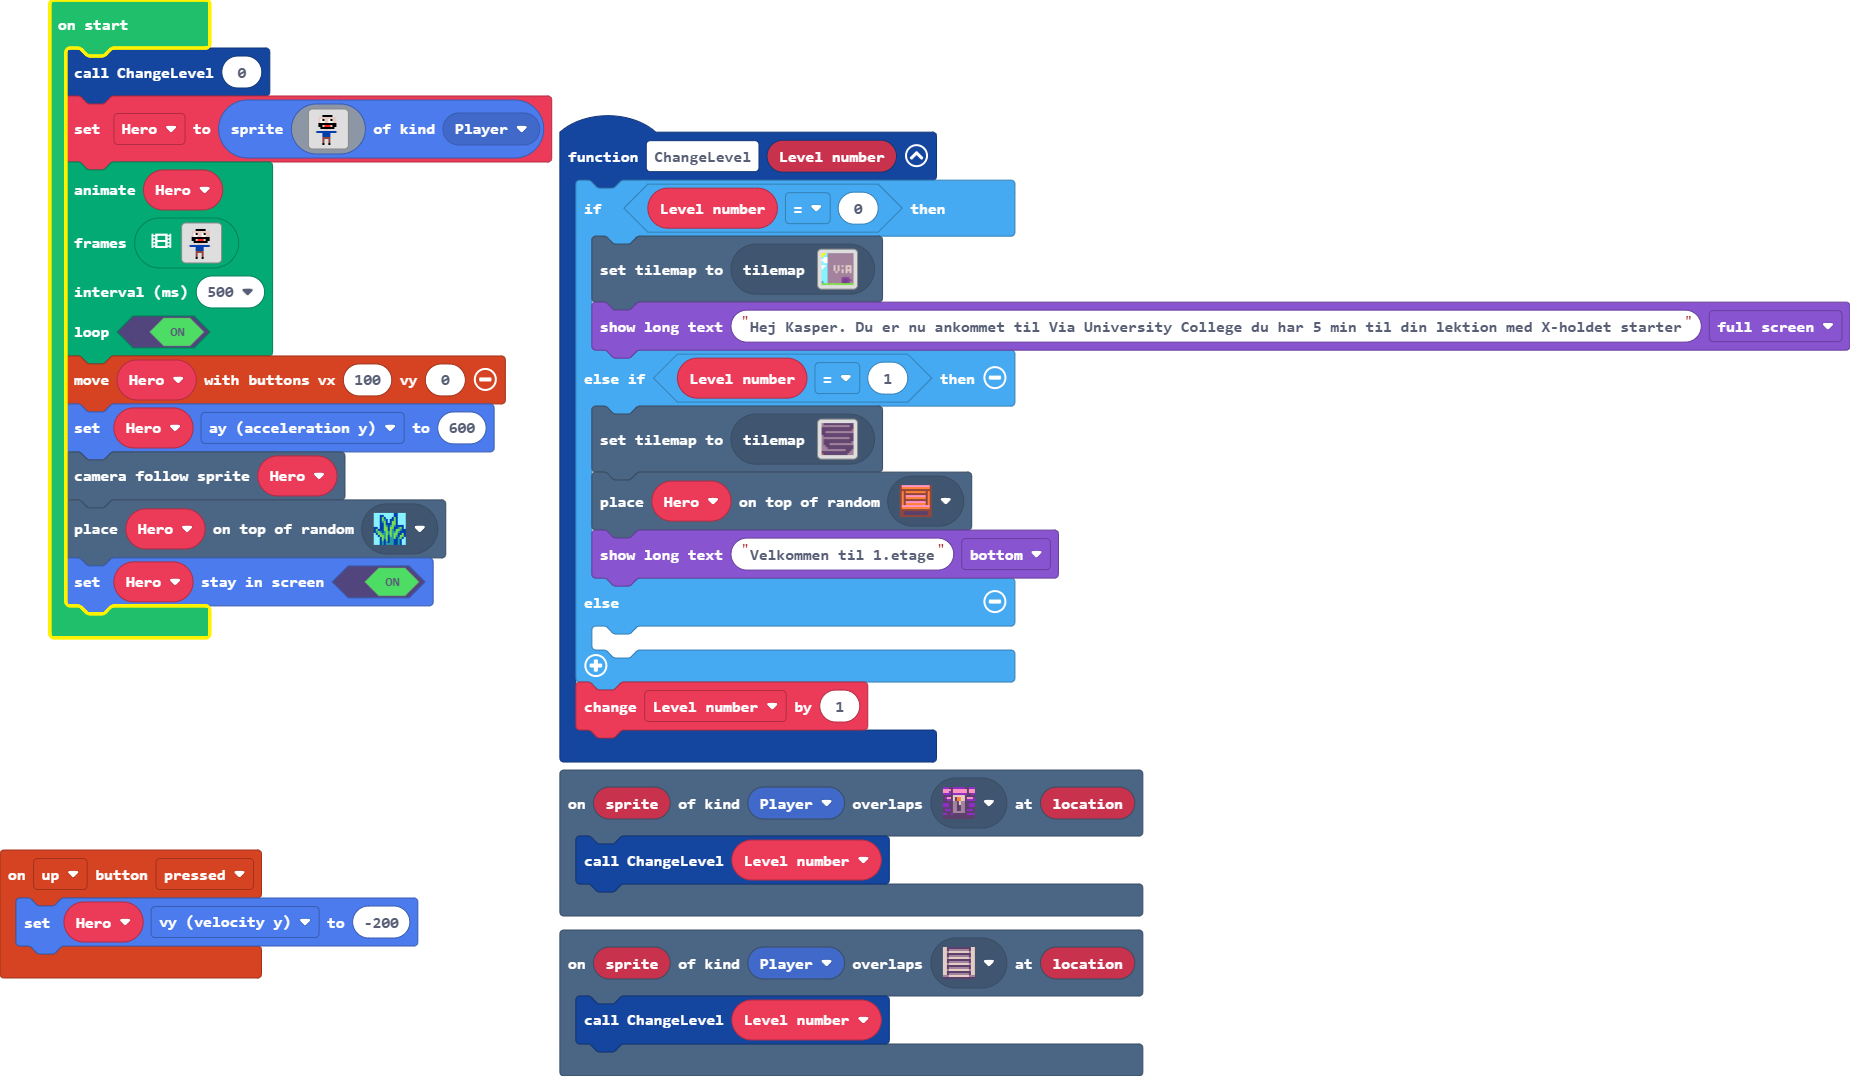 on start
call ChangeLevel 0
set Hero to sprite of kind Player
animate Hero
frames
interval (ms) 500
loop ON
move Hero with buttons vx 100 vy 0
set Hero ay (acceleration y) to 600
camera follow sprite Hero
place Hero on top of random
set Hero stay in screen ON
on up button pressed
set Hero vy (velocity y) to -200
function ChangeLevel Level number
if Level number = 0 then
set tilemap to tilemap ViA
show long text "Hej Kasper. Du er nu ankommet til Via University College du har 5 min til din lektion med X-holdet starter" full screen
else if Level number = 1 then
set tilemap to tilemap
place Hero on top of random
show long text "Velkommen til 1.etage" bottom
else
change Level number by 1
on sprite of kind Player overlaps at location
call ChangeLevel Level number
on sprite of kind Player overlaps at location
call ChangeLevel Level number